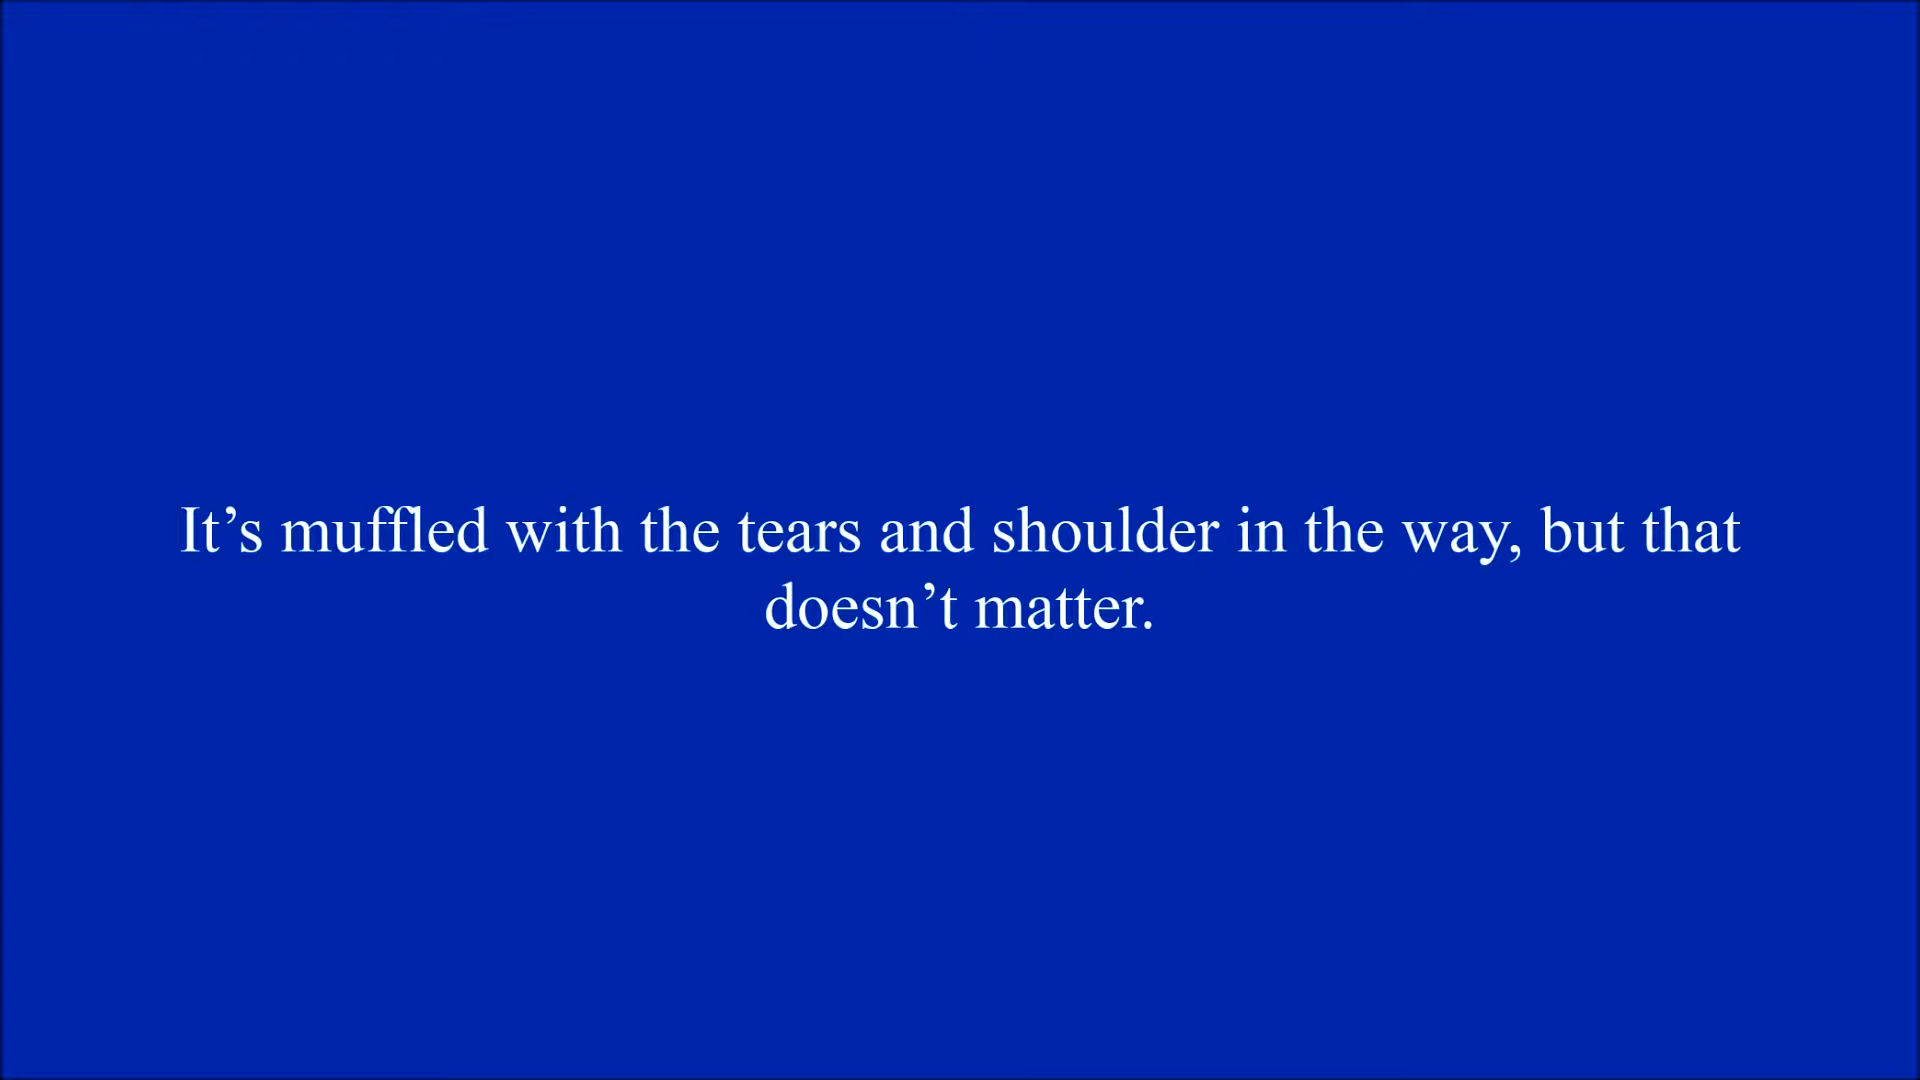 It’s muffled with the tears and shoulder in the way, but that
doesn’t matter.